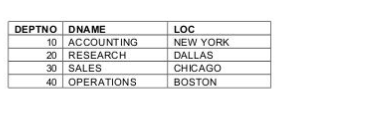 DEPTNO DNAME LOC
10 ACCOUNTING NEW YORK
20 RESEARCH DALLAS
30 SALES CHICAGO
40 OPERATIONS BOSTON